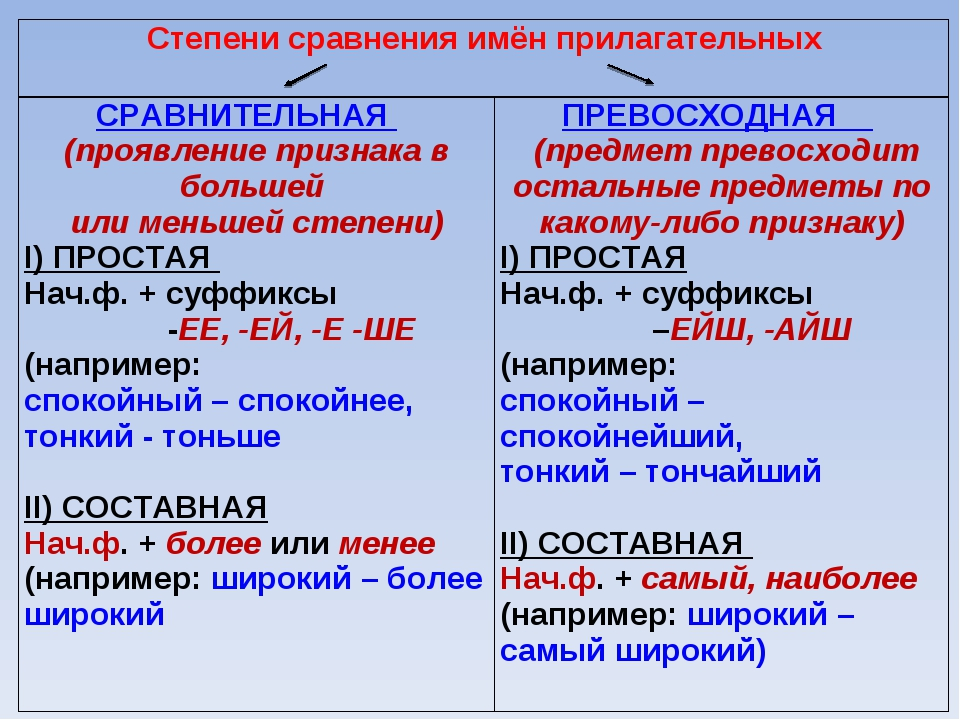 Степени сравнения имён прилагательных
СРАВНИТЕЛЬНАЯ
(проявление признака в
большей
или меньшей степени)
I) ПРОСТАЯ
Нач.ф. + суффиксы
-ЕЕ, -ЕЙ, -Е -ШЕ
(например:
спокойный – спокойнее,
тонкий - тоньше
II) СОСТАВНАЯ
Нач.ф. + более или менее
(например: широкий – более
широкий
ПРЕВОСХОДНАЯ
(предмет превосходит
остальные предметы по
какому-либо признаку)
I) ПРОСТАЯ
Нач.ф. + суффиксы
–ЕЙШ, -АЙШ
(например:
спокойный –
спокойнейший,
тонкий – тончайший
II) СОСТАВНАЯ
Нач.ф. + самый, наиболее
(например: широкий –
самый широкий)